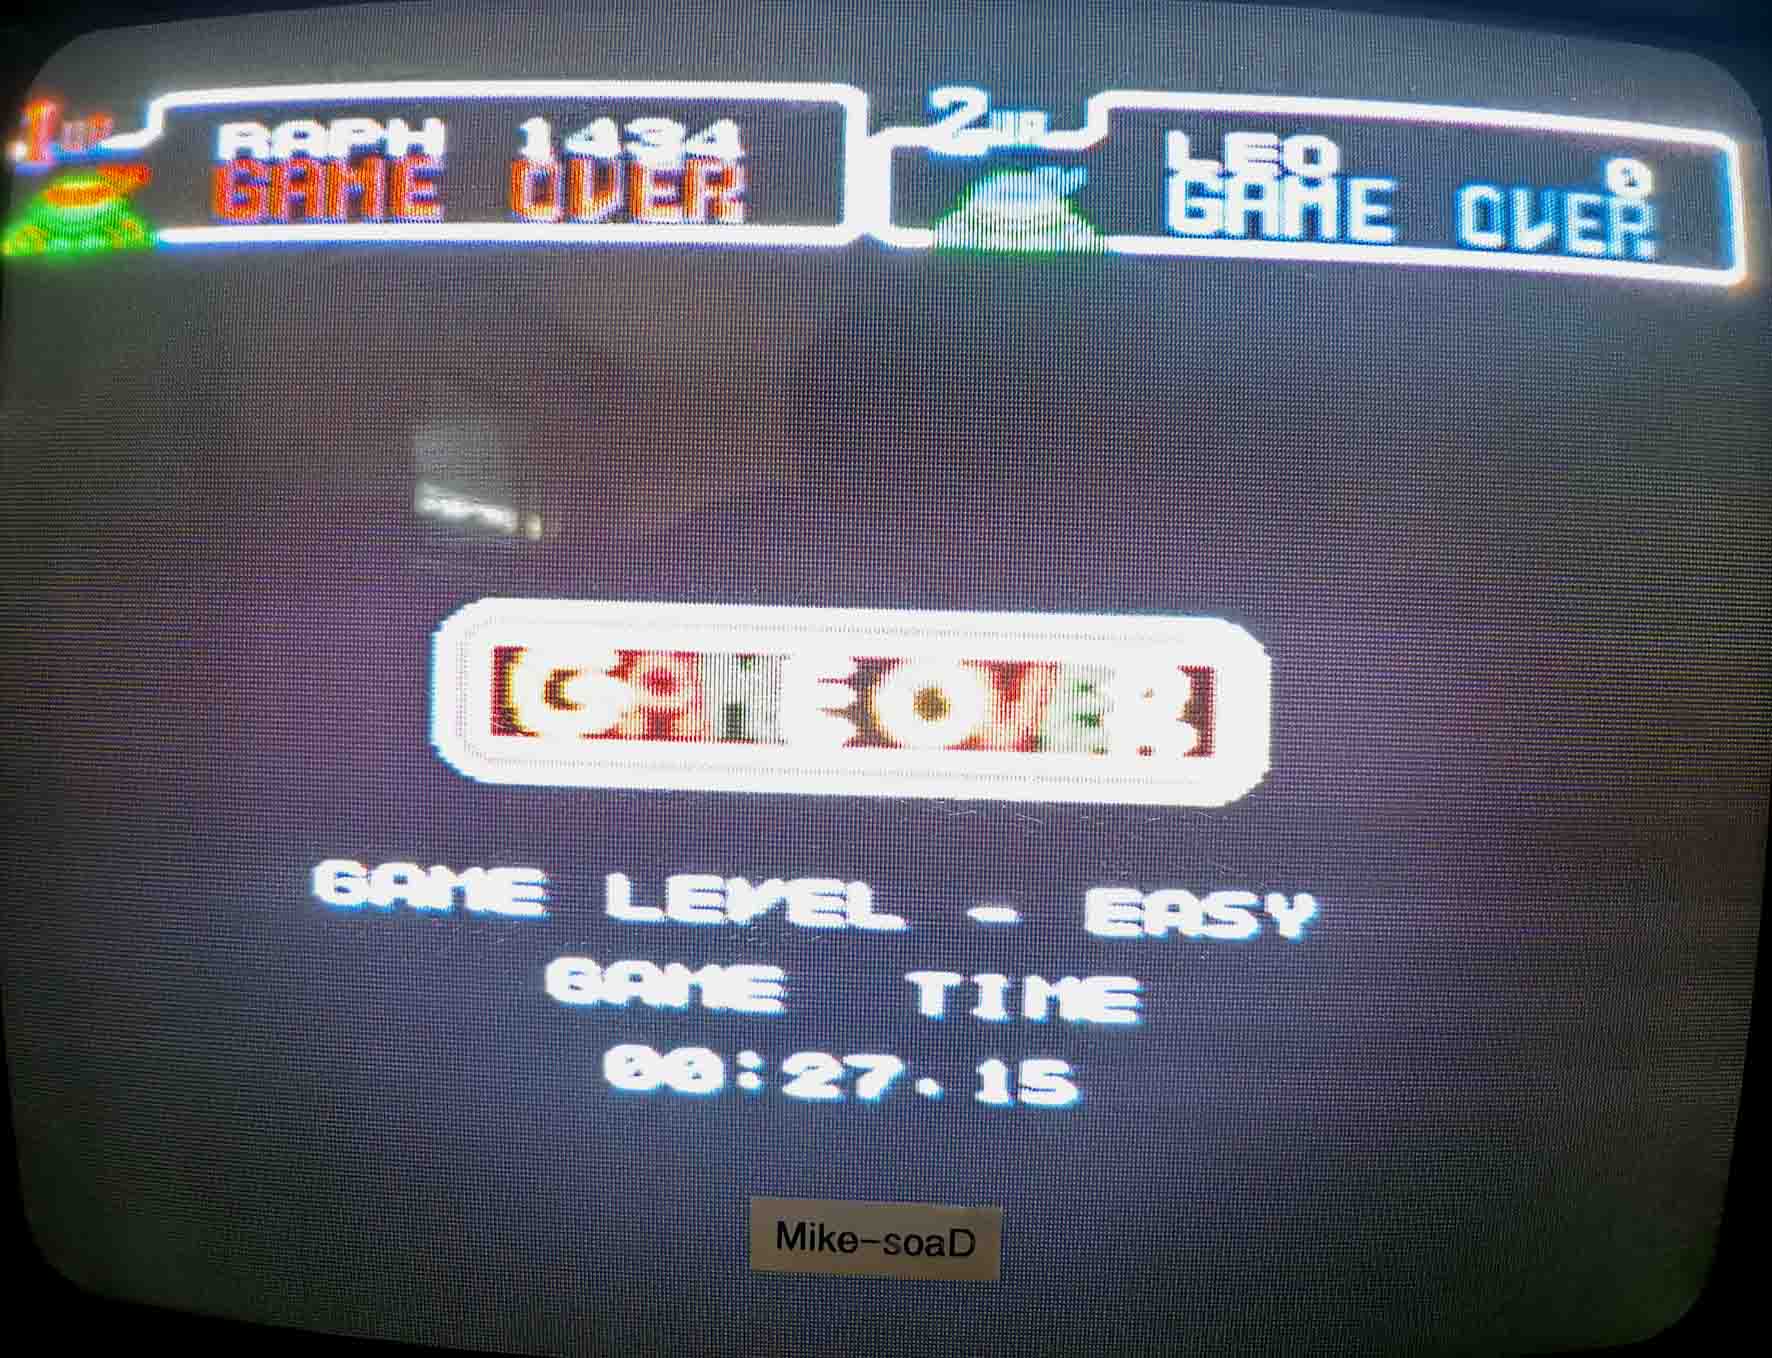 1UP
RAPH 1434
GAME OVER
2UP
LEO 0
GAME OVER
GAME OVER
GAME LEVEL - EASY
GAME TIME
00:27.15
Mike-soaD